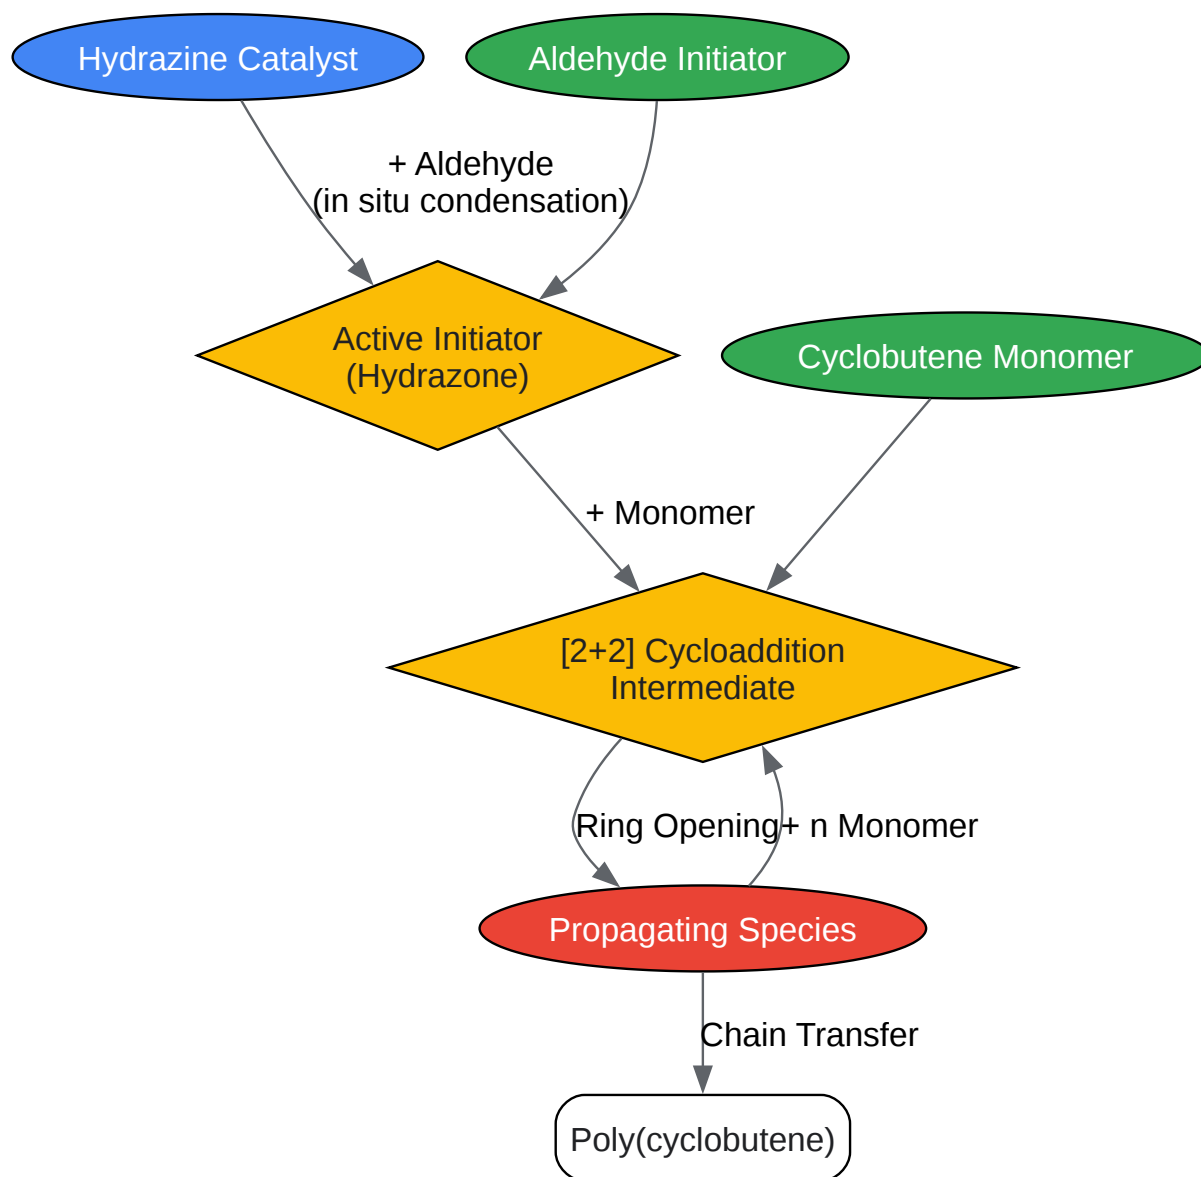 Hydrazine Catalyst
Aldehyde Initiator
+ Aldehyde
(in situ condensation)
Active Initiator
(Hydrazone)
Cyclobutene Monomer
+ Monomer
[2+2] Cycloaddition
Intermediate
Ring Opening
+ n Monomer
Propagating Species
Chain Transfer
Poly(cyclobutene)